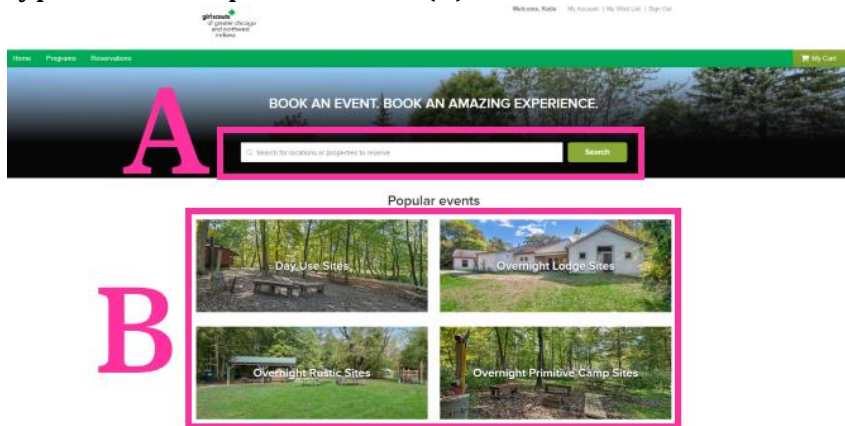 girl scouts
of greater chicago
and northwest
indiana
Welcome, Katie My Account | My Wish List | Sign Out
Home Programs Reservations My Cart
BOOK AN EVENT. BOOK AN AMAZING EXPERIENCE.
A
Search for locations or properties to reserve Search
Popular events
B
Day Use Sites Overnight Lodge Sites
Overnight Rustic Sites Overnight Primitive Camp Sites